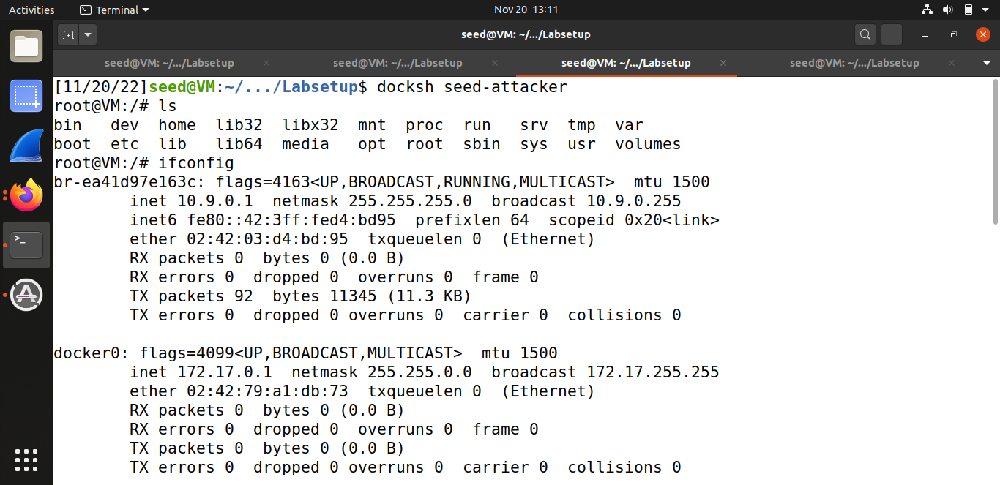 Activities Terminal Nov 20 13:11
seed@VM: ~/.../Labsetup
seed@VM: ~/.../Labsetup seed@VM: ~/.../Labsetup seed@VM: ~/.../Labsetup seed@VM: ~/.../Labsetup
[11/20/22]seed@VM:~/.../Labsetup$ docksh seed-attacker
root@VM:/# ls
bin   dev  home  lib32  libx32  mnt  proc  run   srv  tmp  var
boot  etc  lib   lib64  media   opt  root  sbin  sys  usr  volumes
root@VM:/# ifconfig
br-ea41d97e163c: flags=4163<UP,BROADCAST,RUNNING,MULTICAST>  mtu 1500
        inet 10.9.0.1  netmask 255.255.255.0  broadcast 10.9.0.255
        inet6 fe80::42:3ff:fed4:bd95  prefixlen 64  scopeid 0x20<link>
        ether 02:42:03:d4:bd:95  txqueuelen 0  (Ethernet)
        RX packets 0  bytes 0 (0.0 B)
        RX errors 0  dropped 0  overruns 0  frame 0
        TX packets 92  bytes 11345 (11.3 KB)
        TX errors 0  dropped 0 overruns 0  carrier 0  collisions 0

docker0: flags=4099<UP,BROADCAST,MULTICAST>  mtu 1500
        inet 172.17.0.1  netmask 255.255.0.0  broadcast 172.17.255.255
        ether 02:42:79:a1:db:73  txqueuelen 0  (Ethernet)
        RX packets 0  bytes 0 (0.0 B)
        RX errors 0  dropped 0  overruns 0  frame 0
        TX packets 0  bytes 0 (0.0 B)
        TX errors 0  dropped 0 overruns 0  carrier 0  collisions 0